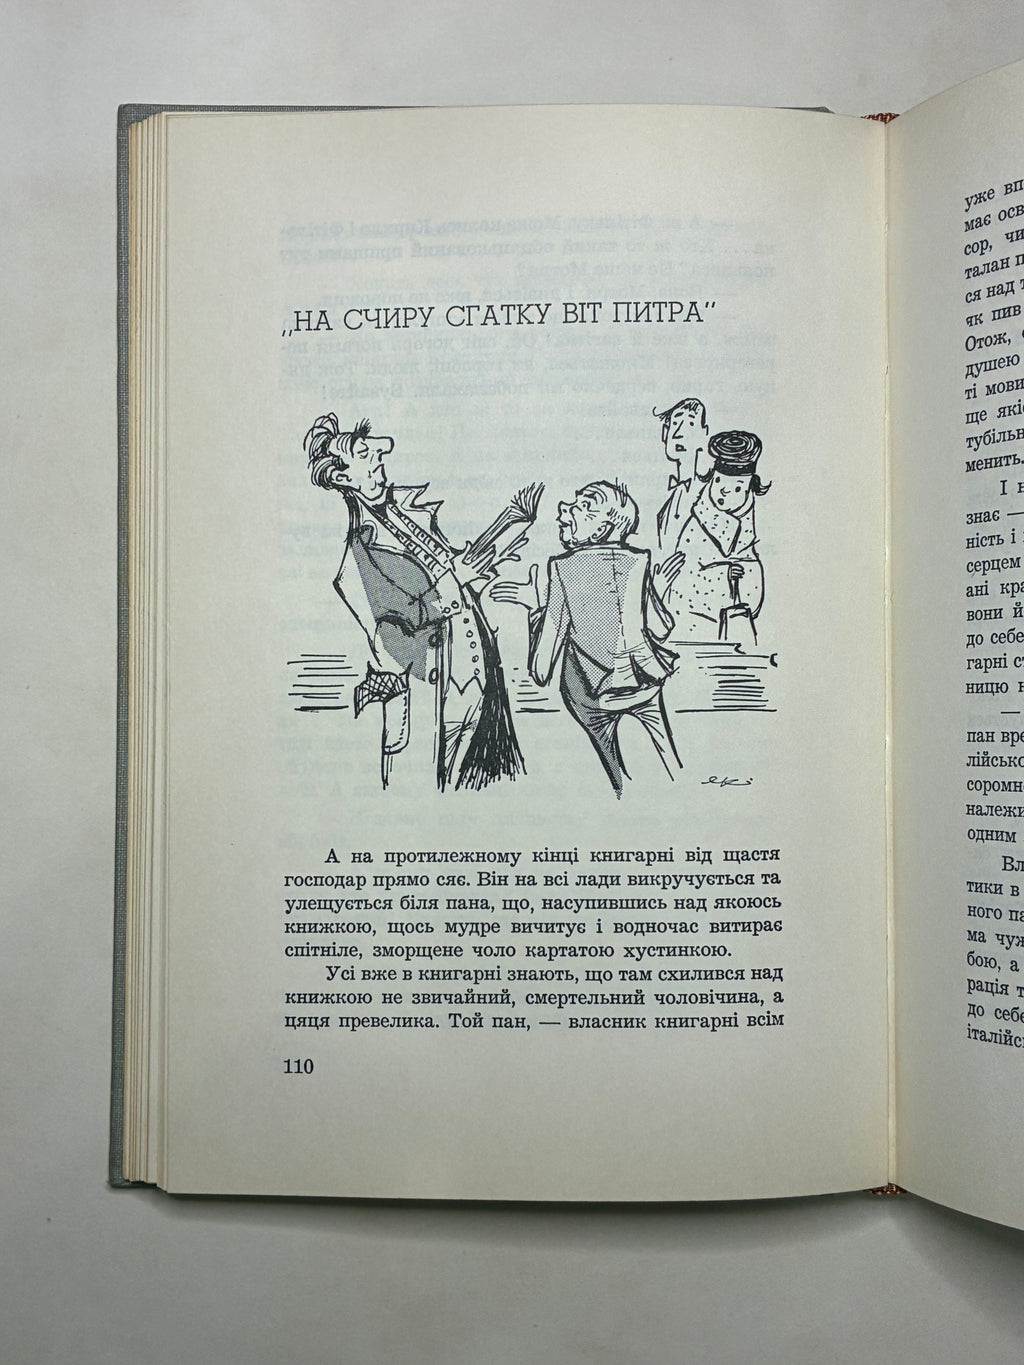 „НА СЧИРУ СГАТКУ ВІТ ПИТРА"
екі
А на протилежному кінці книгарні від щастя
господар прямо сяє. Він на всі лади викручується та
улещується біля пана, що, насупившись над якоюсь
книжкою, щось мудре вичитує і водночас витирає
спітніле, зморщене чоло картатою хустинкою.
Усі вже в книгарні знають, що там схилився над
книжкою не звичайний, смертельний чоловічина, а
цяця превелика. Той пан, — власник книгарні всім
110
уже вп
має осв
сор, чи
талан п
ся над т
як пив
Отож,
душею
ті мови
ще якіс
тубільн
менить.
І н
знає —
ність і
серцем
ані кра
вони й
до себе
гарні ст
ницю н
—
пан вре
лійсько
соромн
належи
одним
Вл
тики в
ного па
ма чуж
бою, а
рація т
до себе
італійс